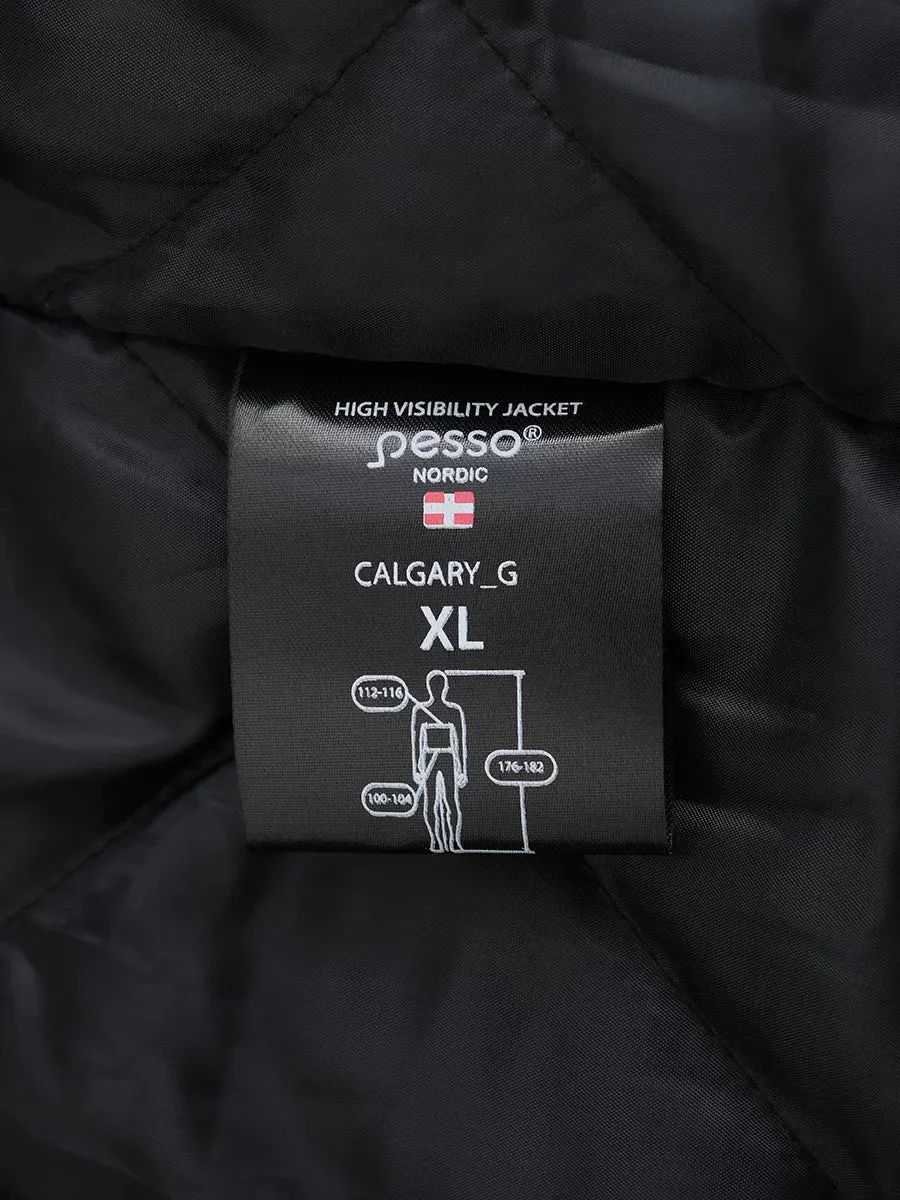 HIGH VISIBILITY JACKET
pesso®
NORDIC
CALGARY_G
XL
112-116
176-182
100-104